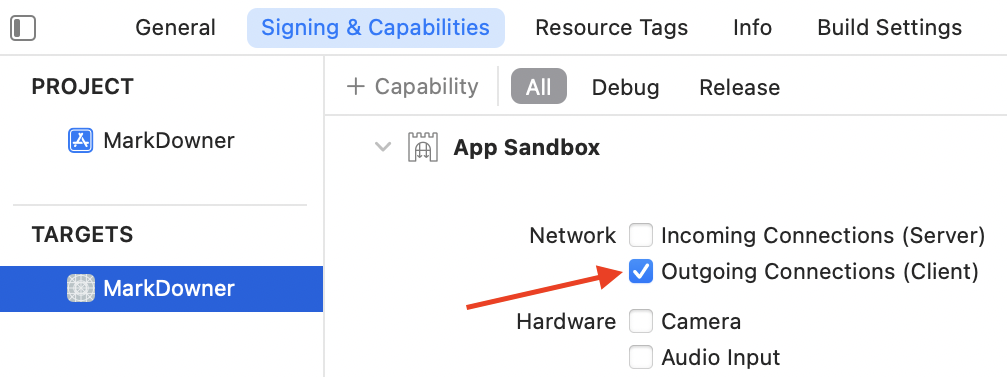 General Signing & Capabilities Resource Tags Info Build Settings
PROJECT
MarkDowner
TARGETS
MarkDowner
+ Capability All Debug Release
App Sandbox
Network Incoming Connections (Server)
Outgoing Connections (Client)
Hardware Camera
Audio Input